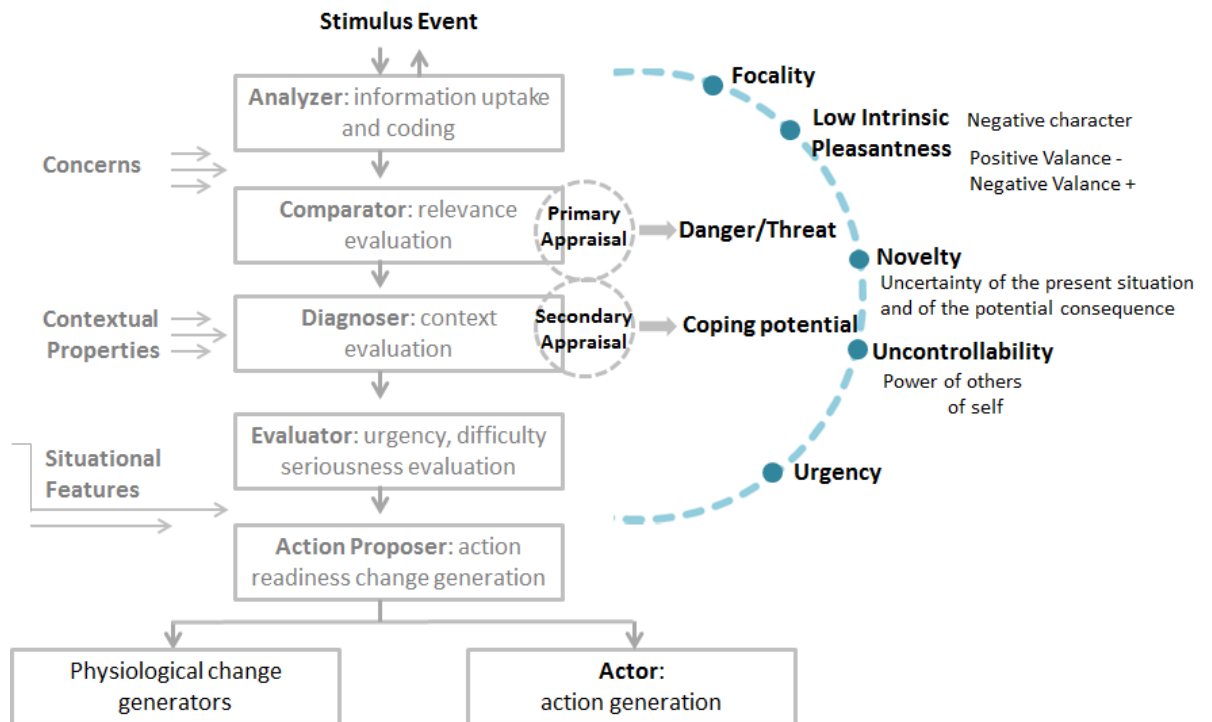 Stimulus Event
Analyzer: information uptake
and coding
Concerns
Comparator: relevance
evaluation
Primary
Appraisal
Danger/Threat
Contextual
Properties
Diagnoser: context
evaluation
Secondary
Appraisal
Coping potential
Evaluator: urgency, difficulty
seriousness evaluation
Situational
Features
Action Proposer: action
readiness change generation
Physiological change
generators
Actor:
action generation
Focality
Low Intrinsic
Pleasantness
Negative character
Positive Valance -
Negative Valance +
Novelty
Uncertainty of the present situation
and of the potential consequence
Uncontrollability
Power of others
of self
Urgency